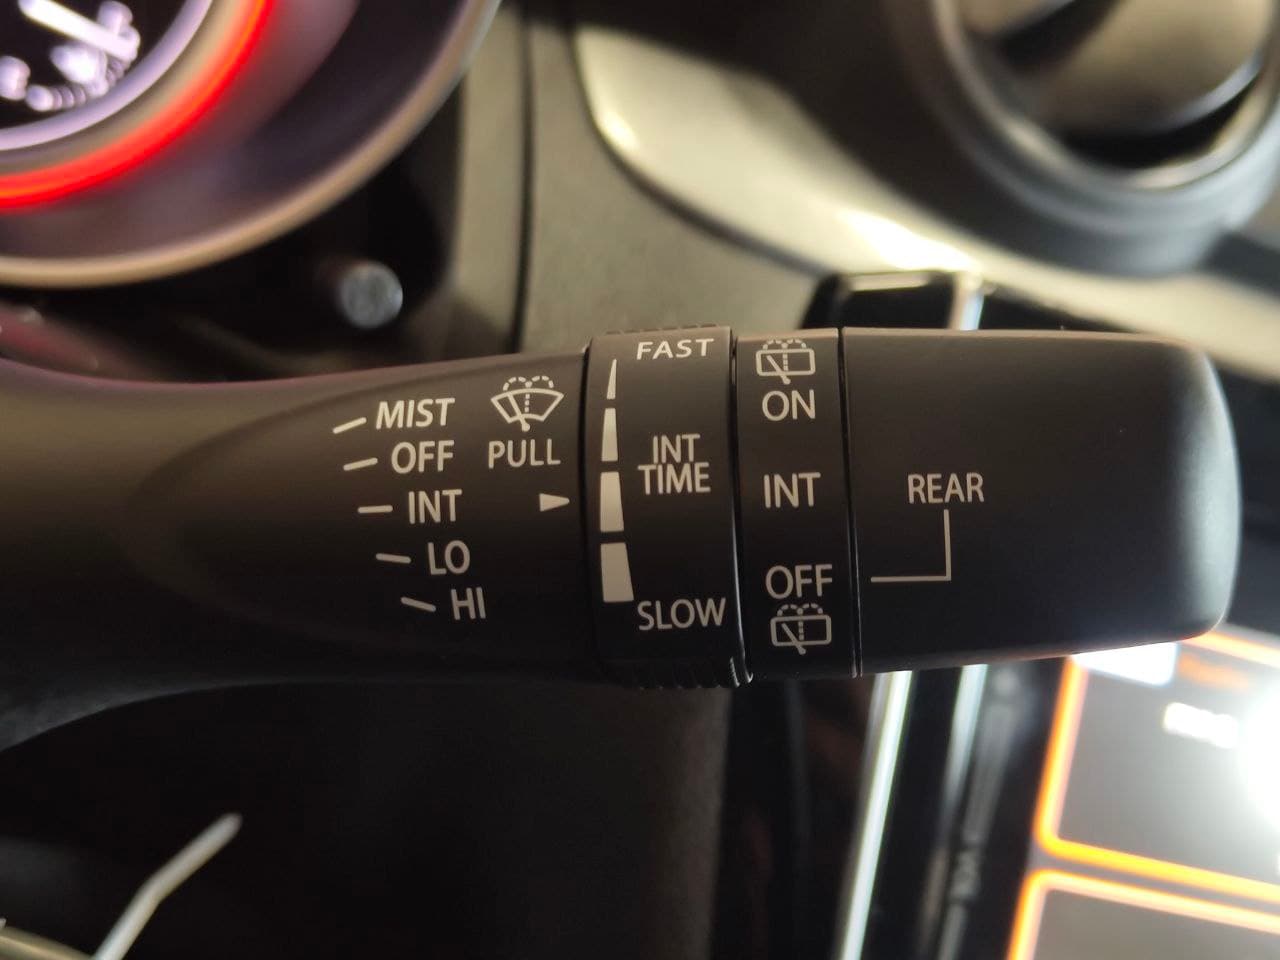 MIST
OFF
INT
LO
HI
PULL
FAST
INT
TIME
SLOW
ON
INT
OFF
REAR